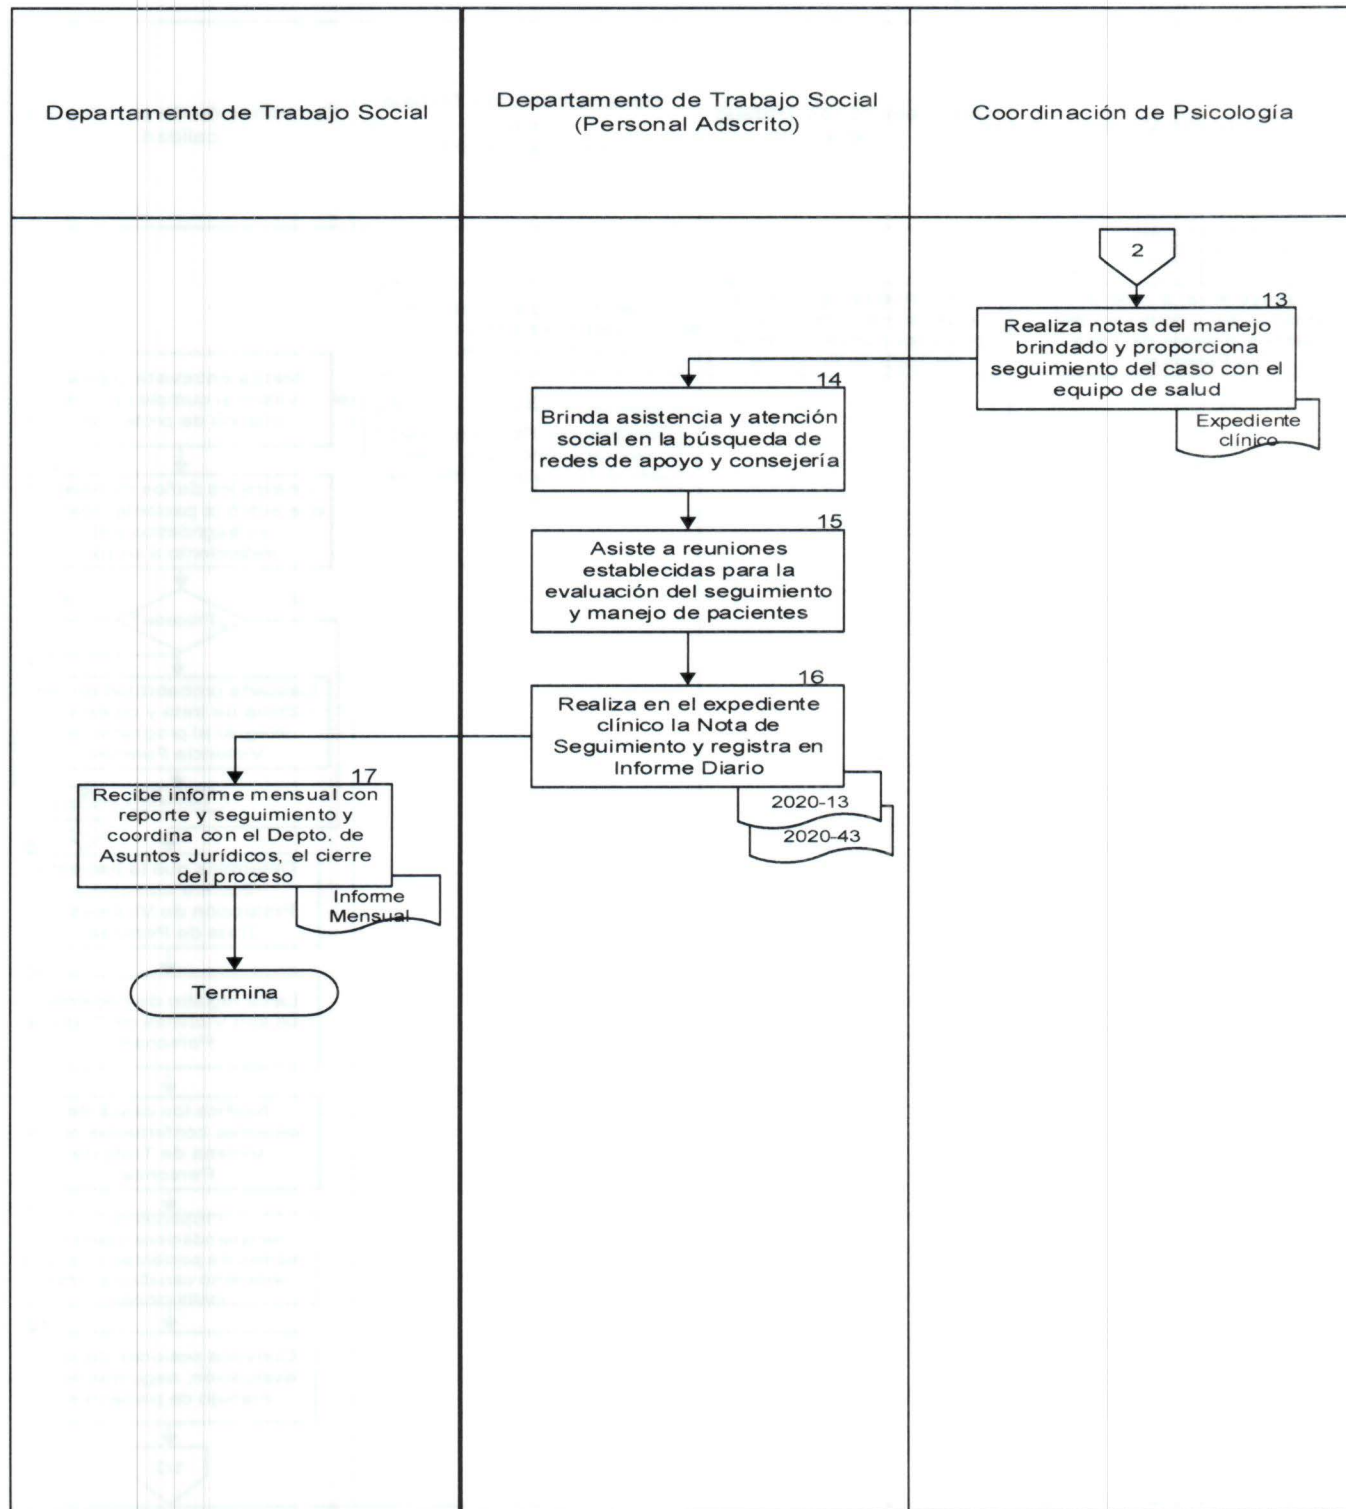 Departamento de Trabajo Social
Departamento de Trabajo Social
(Personal Adscrito)
Coordinación de Psicología
2
13
Realiza notas del manejo
brindado y proporciona
seguimiento del caso con el
equipo de salud
Expediente
clínico
14
Brinda asistencia y atención
social en la búsqueda de
redes de apoyo y consejería
15
Asiste a reuniones
establecidas para la
evaluación del seguimiento
y manejo de pacientes
16
Realiza en el expediente
clínico la Nota de
Seguimiento y registra en
Informe Diario
2020-13
2020-43
17
Recibe informe mensual con
reporte y seguimiento y
coordina con el Depto. de
Asuntos Jurídicos, el cierre
del proceso
Informe
Mensual
Termina